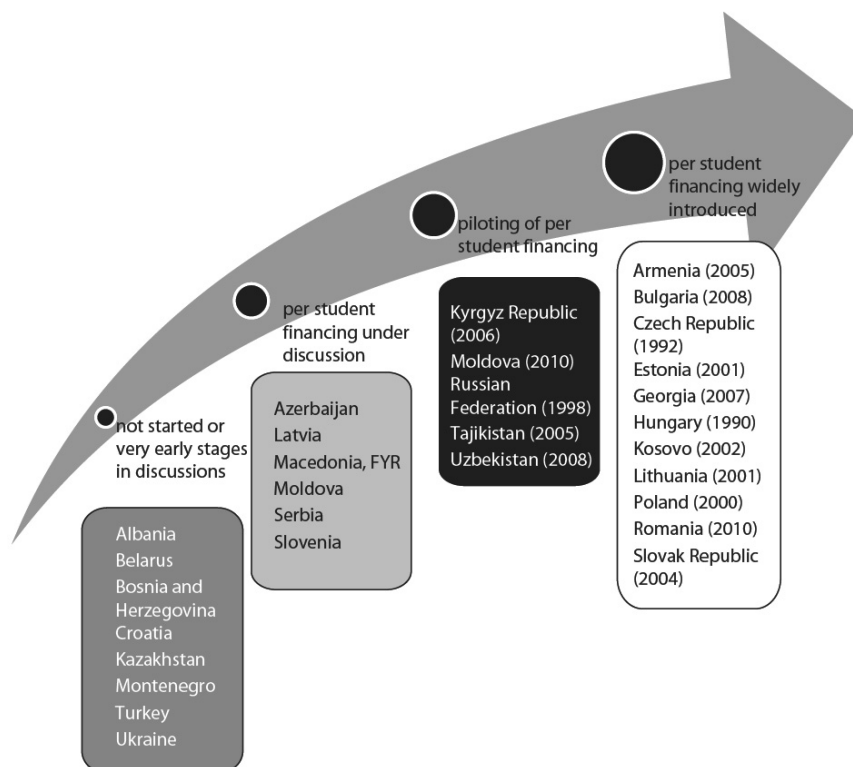 not started or
very early stages
in discussions
Albania
Belarus
Bosnia and
Herzegovina
Croatia
Kazakhstan
Montenegro
Turkey
Ukraine
per student
financing under
discussion
Azerbaijan
Latvia
Macedonia, FYR
Moldova
Serbia
Slovenia
piloting of per
student financing
Kyrgyz Republic
(2006)
Moldova (2010)
Russian
Federation (1998)
Tajikistan (2005)
Uzbekistan (2008)
per student
financing widely
introduced
Armenia (2005)
Bulgaria (2008)
Czech Republic
(1992)
Estonia (2001)
Georgia (2007)
Hungary (1990)
Kosovo (2002)
Lithuania (2001)
Poland (2000)
Romania (2010)
Slovak Republic
(2004)